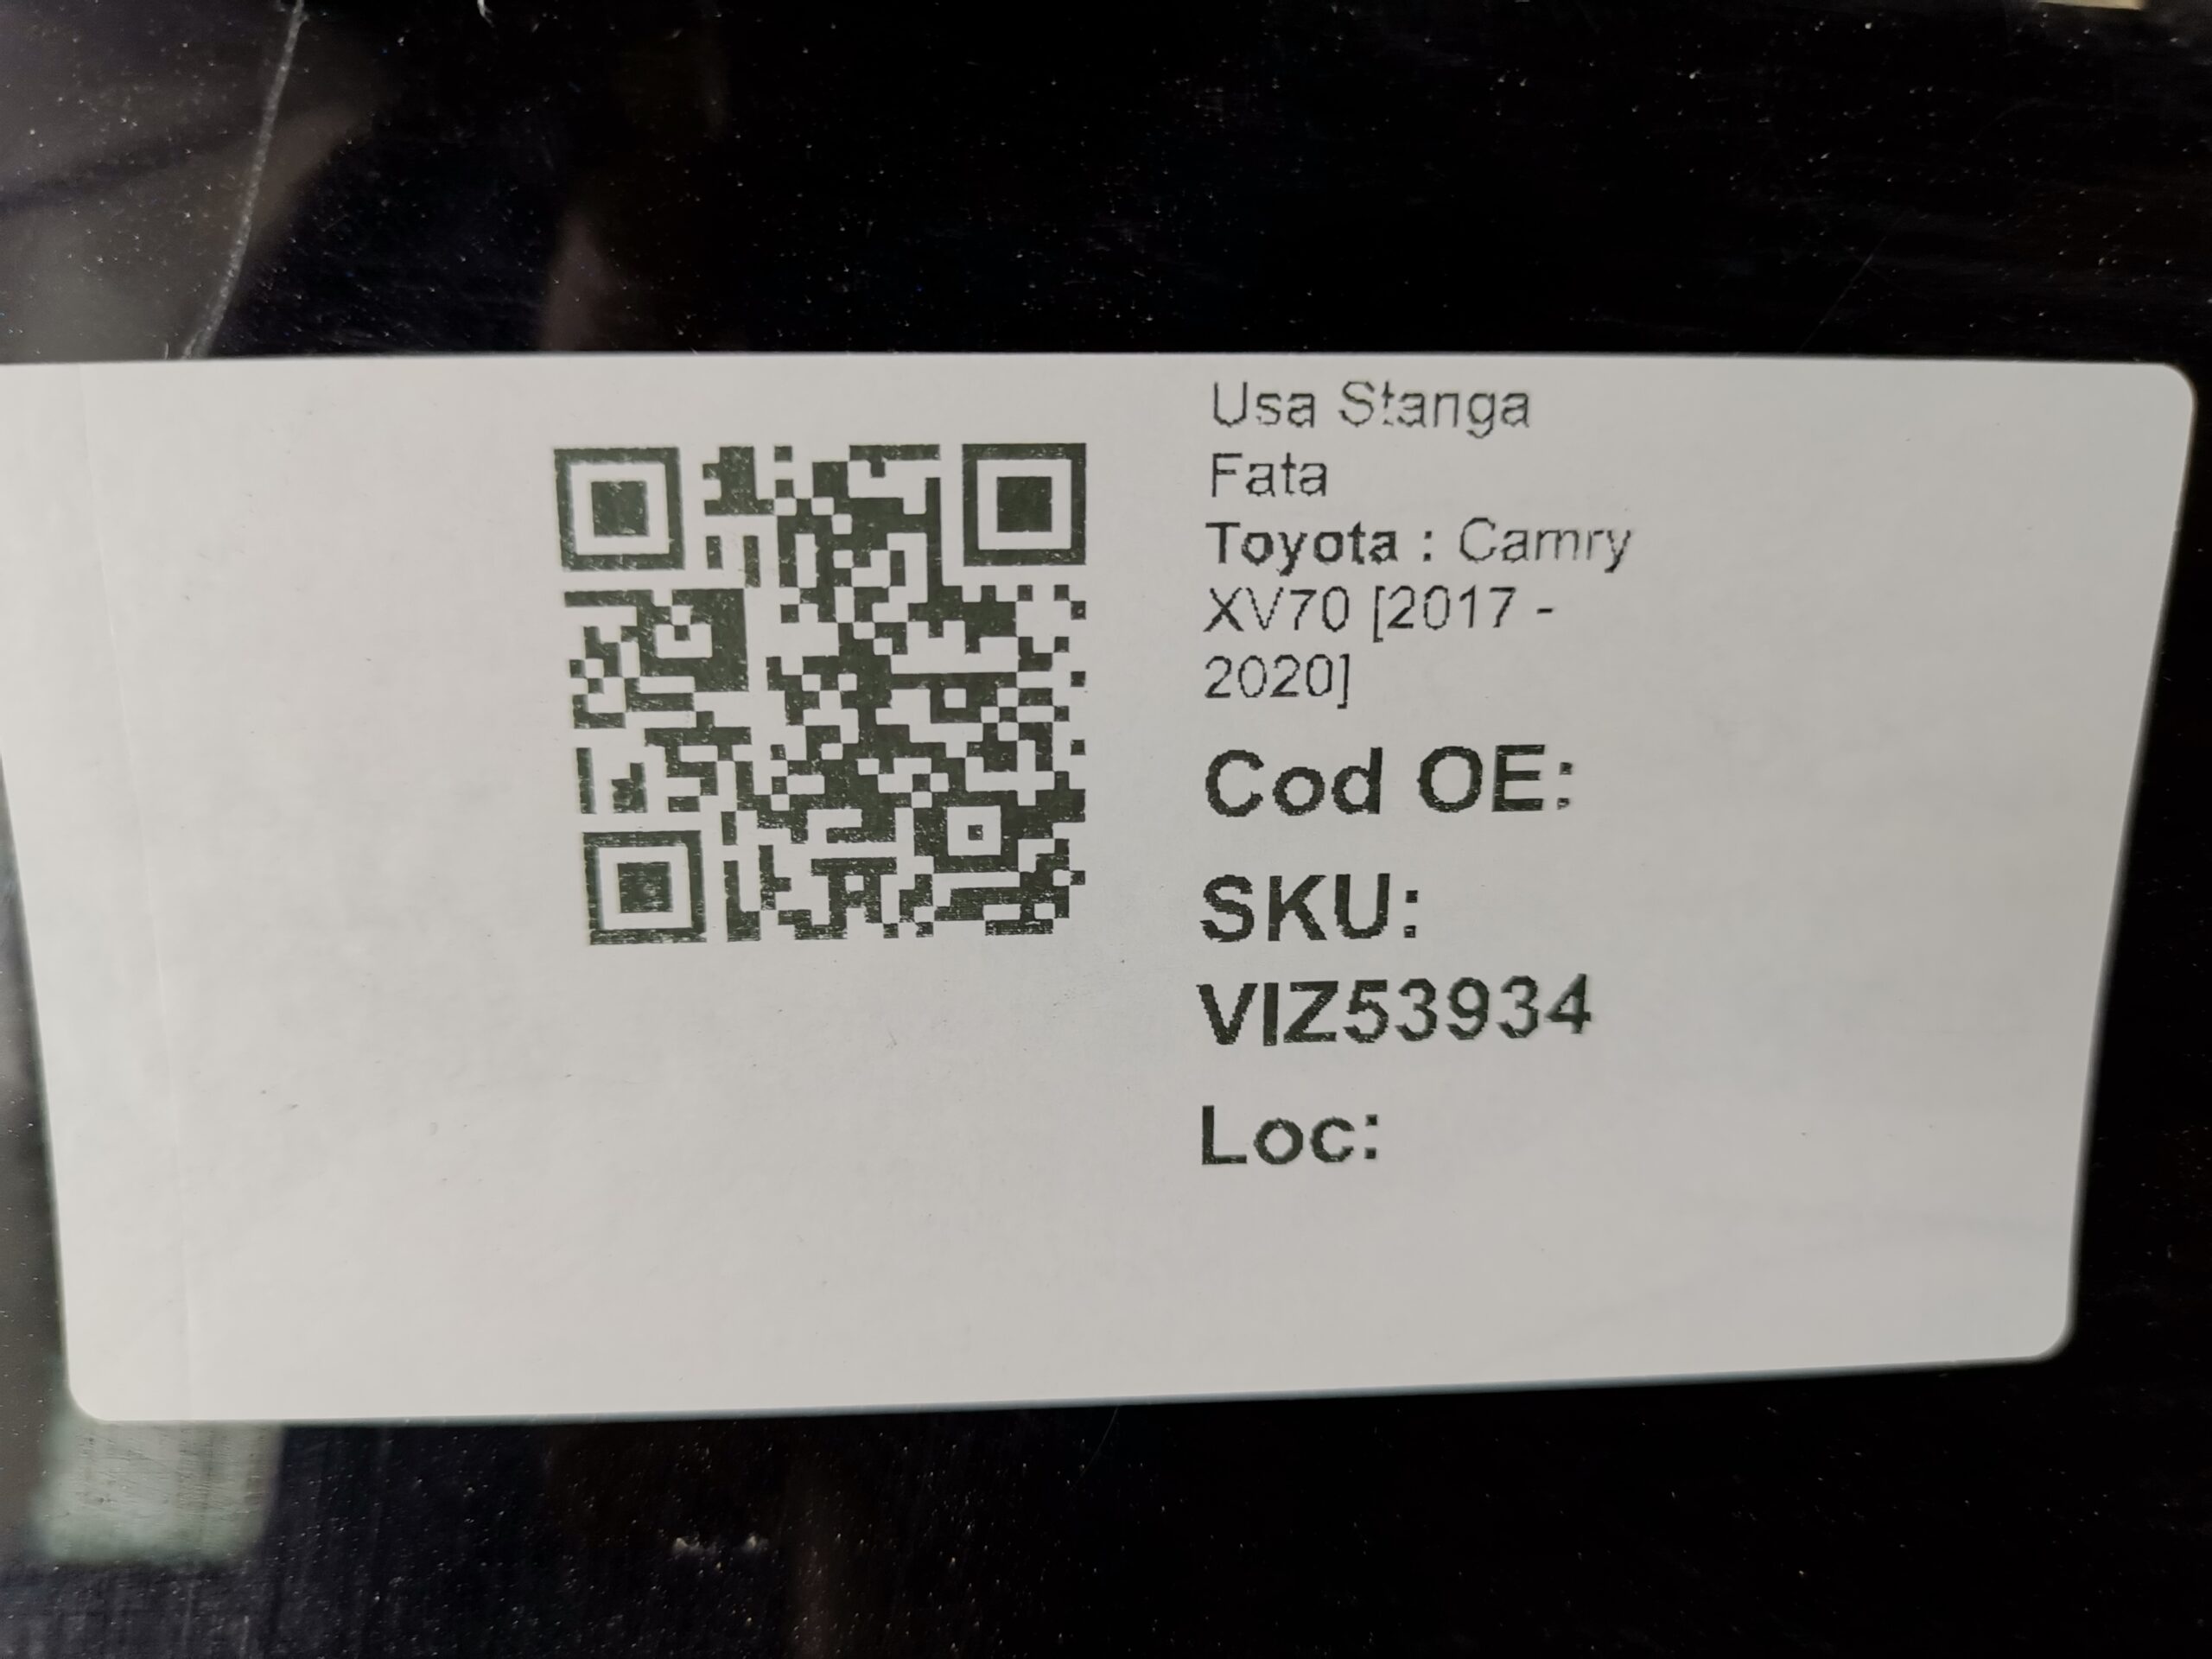 Usa Stanga
Fata
Toyota : Camry
XV70 [2017 -
2020]
Cod OE:
SKU:
VIZ53934
Loc: